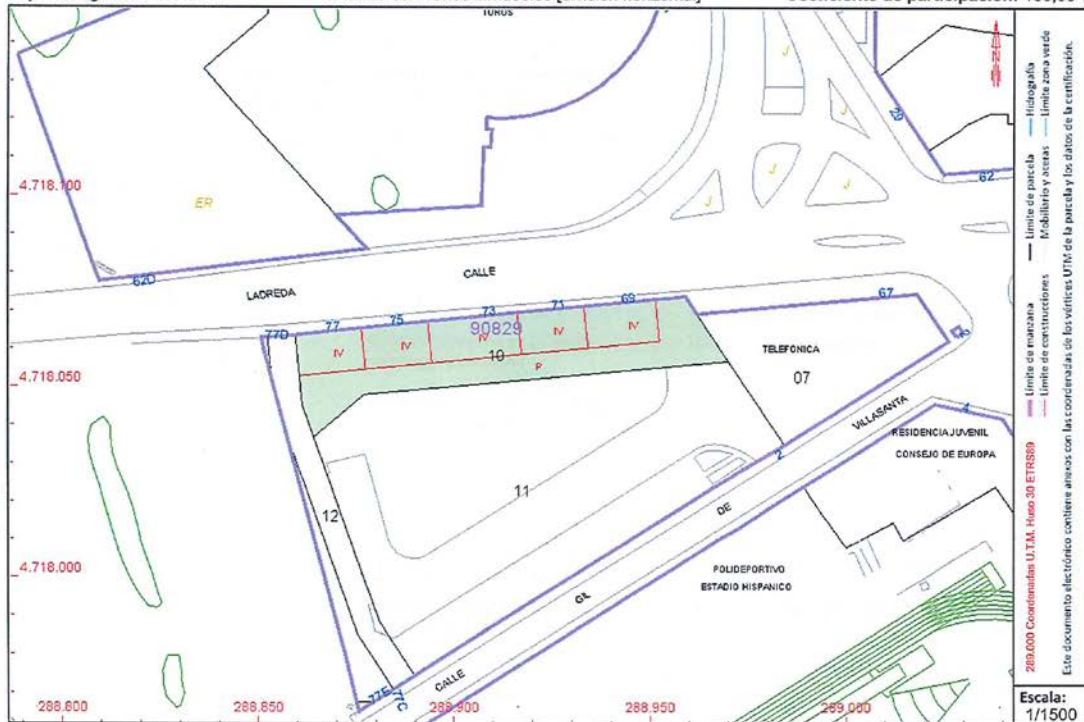 [división horizontal]
TOROS
4.718.100
ER
J
J
J
J
J
29
62
62D
LADREDA
CALLE
77D
77
75
73
71
69
67
90829
IV
IV
IV
IV
IV
10
P
4.718.050
TELEFONICA
07
VILLASANTA
4
RESIDENCIA JUVENIL
CONSEJO DE EUROPA
2
11
12
DE
GIL
CALLE
POLIDEPORTIVO
ESTADIO HISPANICO
4.718.000
77E
77C
288.800
288.850
288.900
288.950
289.000
289.000 Coordenadas U.T.M. Huso 30 ETRS89
Límite de manzana
Límite de parcela
Hidrografía
Límite de construcciones
Mobiliario y aceras
Límite zona verde
Este documento electrónico contiene anexos con las coordenadas de los vértices UTM de la parcela y los datos de la certificación.
Escala:
1/1500